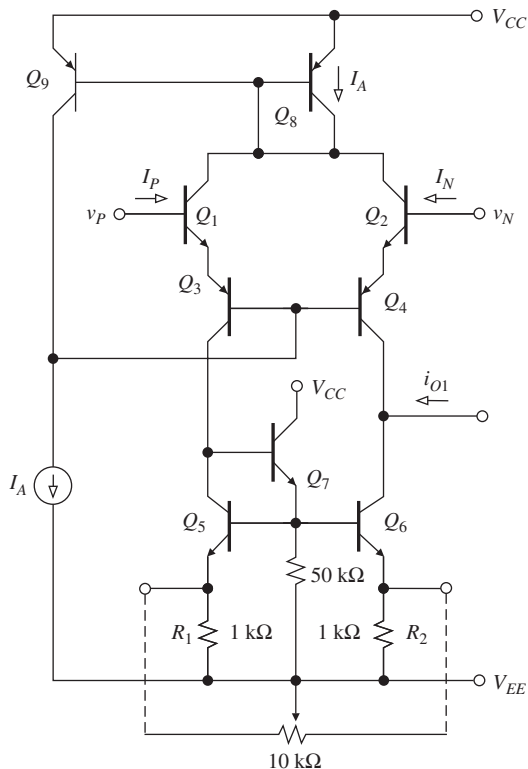 V_CC
Q_9
Q_8
I_A
I_P
I_N
v_P
Q_1
Q_2
v_N
Q_3
Q_4
V_CC
i_O1
I_A
Q_7
Q_5
Q_6
50 kΩ
R_1
1 kΩ
1 kΩ
R_2
V_EE
10 kΩ